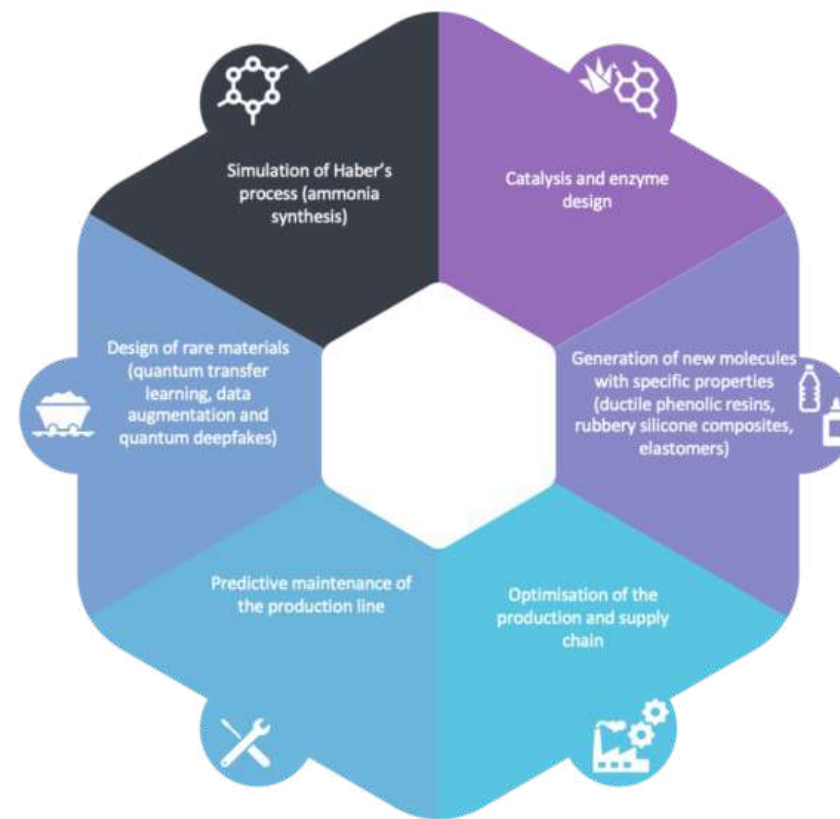 Simulation of Haber's
process (ammonia
synthesis)
Catalysis and enzyme
design
Design of rare materials
(quantum transfer
learning, data
augmentation and
quantum deepfakes)
Generation of new molecules
with specific properties
(ductile phenolic resins,
rubbery silicone composites,
elastomers)
Predictive maintenance of
the production line
Optimisation of the
production and supply
chain